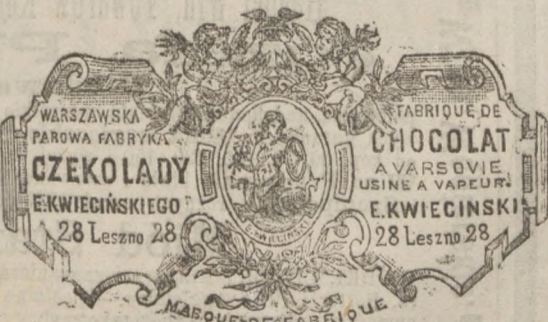 WARSZAWSKA
PAROWA FABRYKA
CZEKOLADY
E.KWIECIŃSKIEGO
28 Leszno 28
E. KWIECINSKI
FABRIQUE DE
CHOCOLAT
A VARSOVIE
USINE A VAPEUR.
E.KWIECINSKI
28 Leszno 28
MARQUE DE FABRIQUE